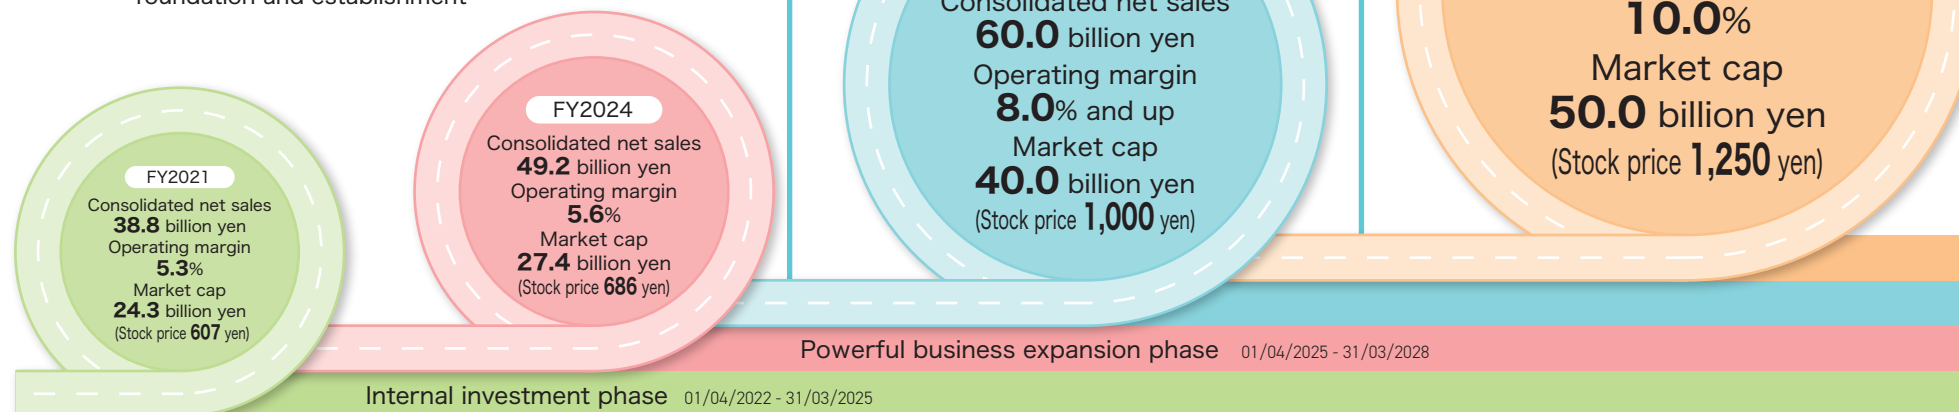 foundation and establishment
FY2021
Consolidated net sales
38.8 billion yen
Operating margin
5.3%
Market cap
24.3 billion yen
(Stock price 607 yen)
FY2024
Consolidated net sales
49.2 billion yen
Operating margin
5.6%
Market cap
27.4 billion yen
(Stock price 686 yen)
Consolidated net sales
60.0 billion yen
Operating margin
8.0% and up
Market cap
40.0 billion yen
(Stock price 1,000 yen)
10.0%
Market cap
50.0 billion yen
(Stock price 1,250 yen)
Powerful business expansion phase 01/04/2025 - 31/03/2028
Internal investment phase 01/04/2022 - 31/03/2025